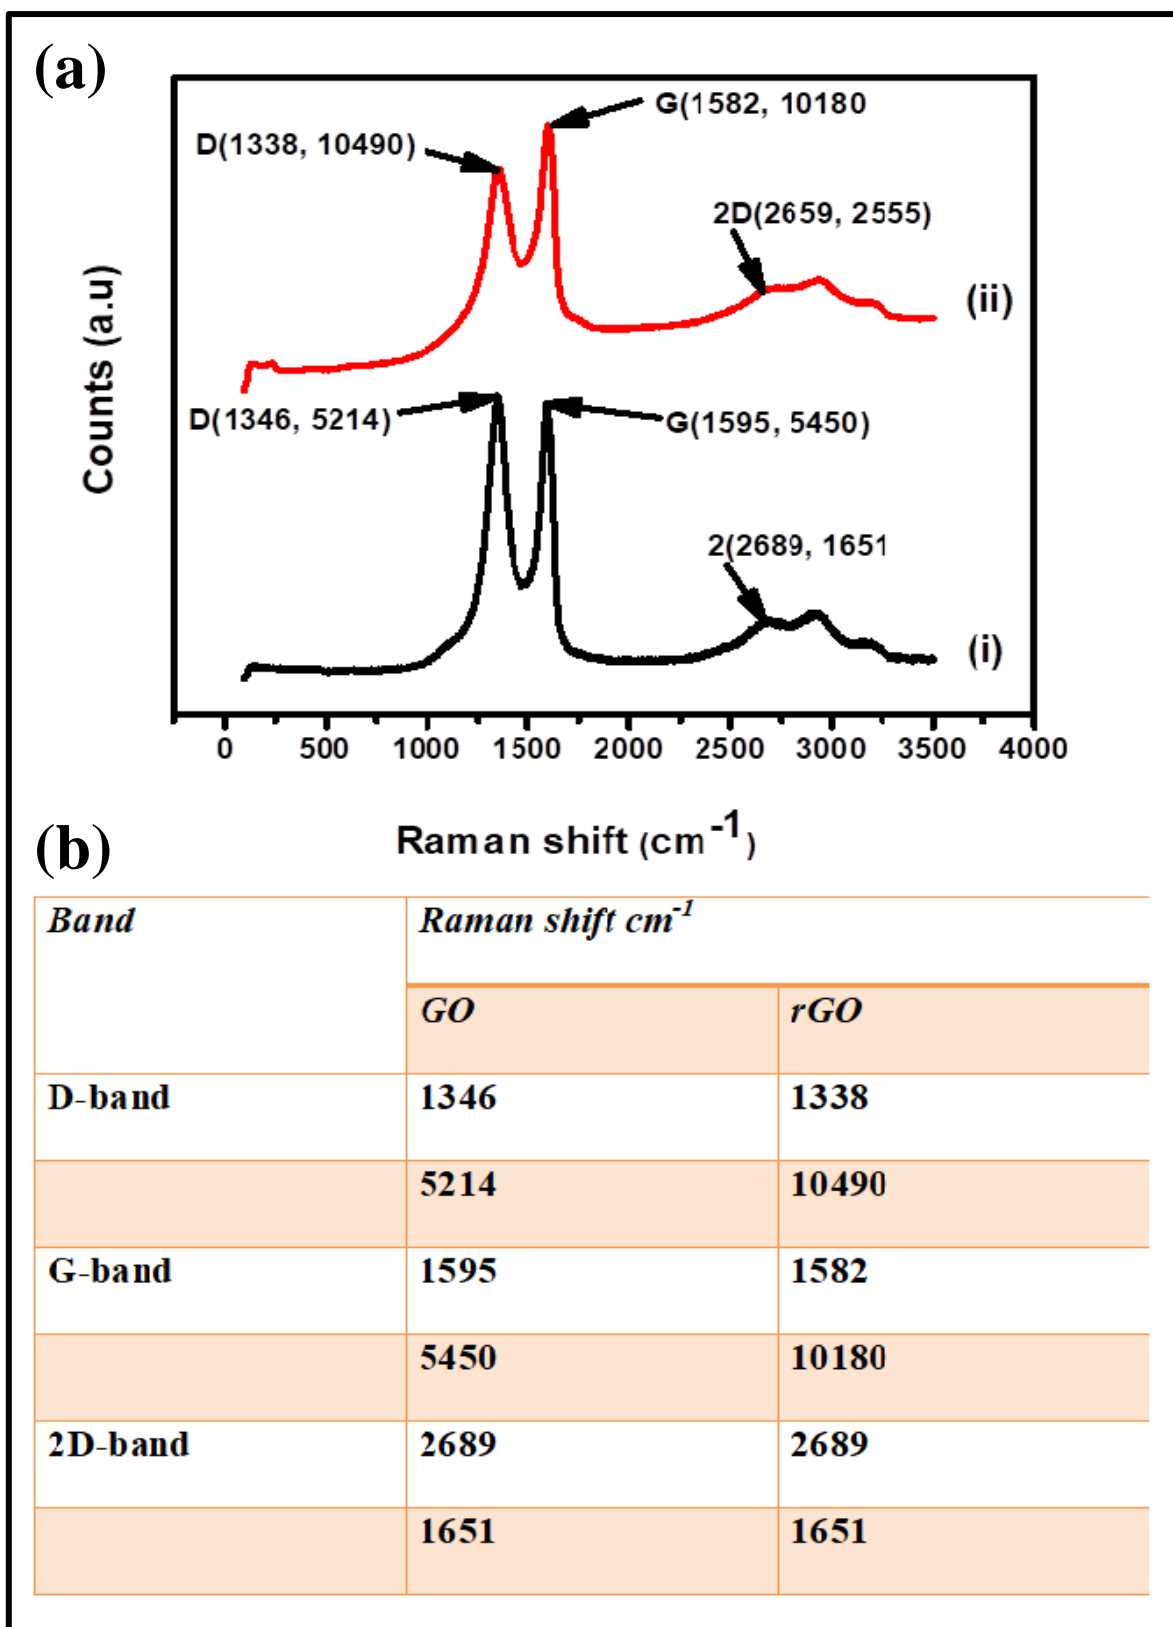 (a)
G(1582, 10180
D(1338, 10490)
2D(2659, 2555)
(ii)
Counts (a.u)
D(1346, 5214)
G(1595, 5450)
2(2689, 1651
(i)
0 500 1000 1500 2000 2500 3000 3500 4000
Raman shift (cm⁻¹)
(b)
Band Raman shift cm⁻¹
GO rGO
D-band 1346 1338
5214 10490
G-band 1595 1582
5450 10180
2D-band 2689 2689
1651 1651